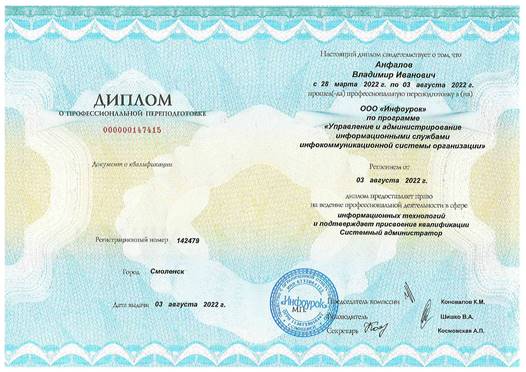 ДИПЛОМ
О ПРОФЕССИОНАЛЬНОЙ ПЕРЕПОДГОТОВКЕ
000000147415
Документ о квалификации
Регистрационный номер 142479
Город Смоленск
Дата выдачи 03 августа 2022 г.
Настоящий диплом свидетельствует о том, что
Анфалов
Владимир Иванович
с 28 марта 2022 г. по 03 августа 2022 г.
прошел(-ла) профессиональную переподготовку в (на)
ООО «Инфоурок»
по программе
«Управление и администрирование
информационными службами
инфокоммуникационной системы организации»
Решением от
03 августа 2022 г.
диплом предоставляет право
на ведение профессиональной деятельности в сфере
информационных технологий
и подтверждает присвоение квалификации
Системный администратор
«Инфоурок»
М.П.
Председатель комиссии Коновалов К.М.
Руководитель Шишко В.А.
Секретарь Космовская А.П.